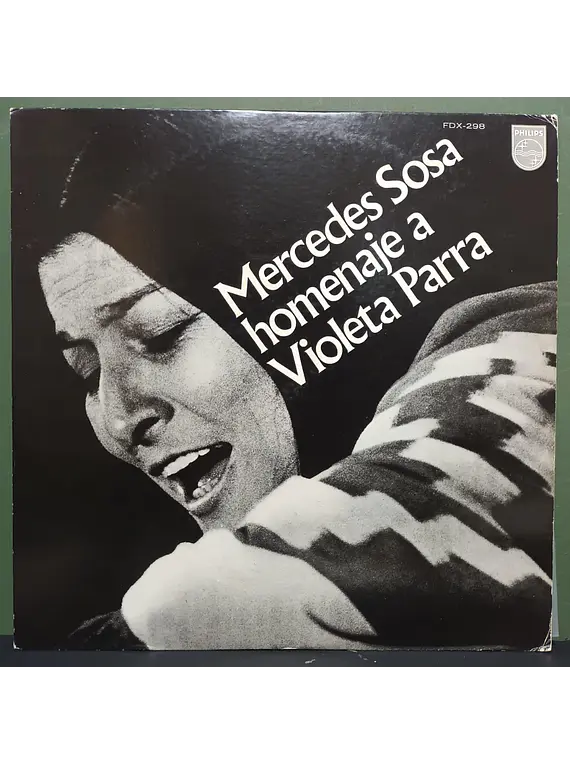 FDX-298
PHILIPS
Mercedes Sosa
homenaje a
Violeta Parra